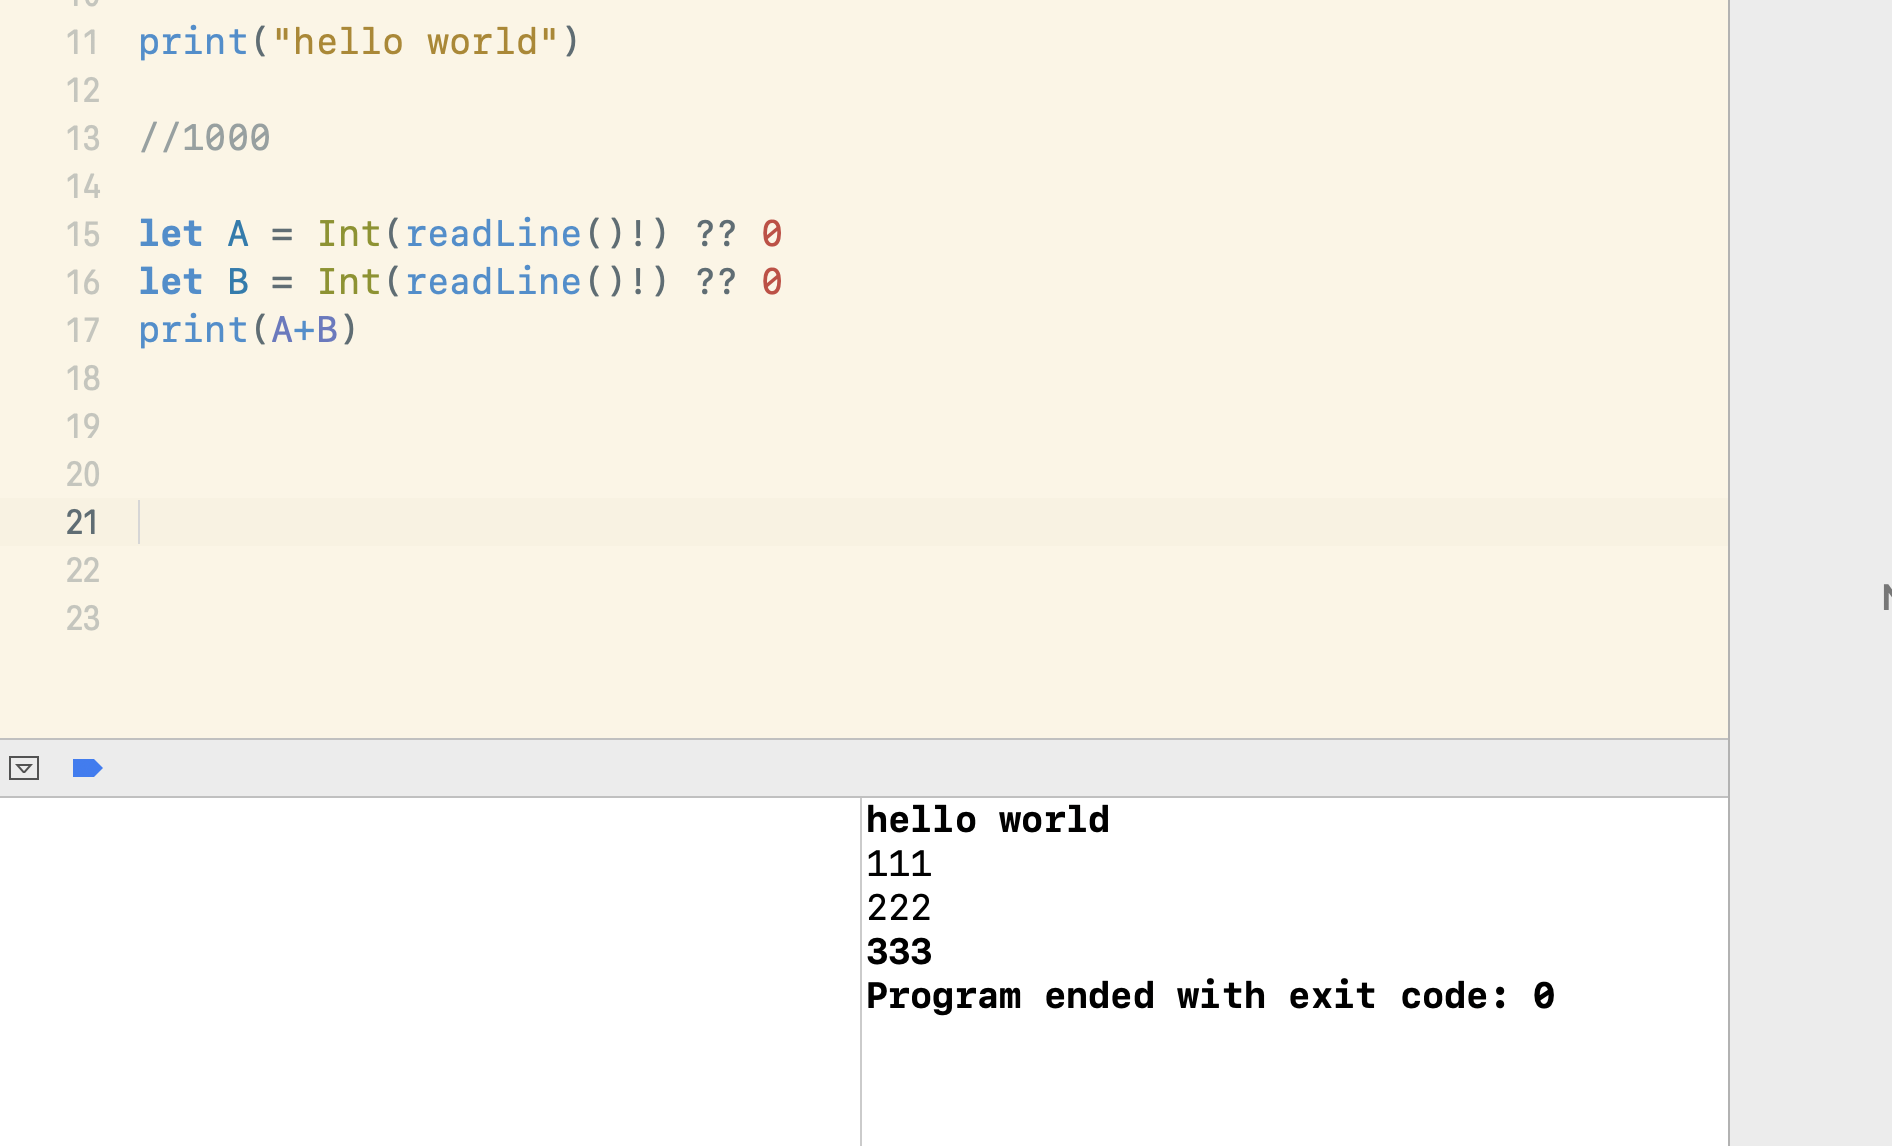 11 print("hello world")
12
13 //1000
14
15 let A = Int(readLine()!) ?? 0
16 let B = Int(readLine()!) ?? 0
17 print(A+B)
18
19
20
21
22
23
hello world
111
222
333
Program ended with exit code: 0